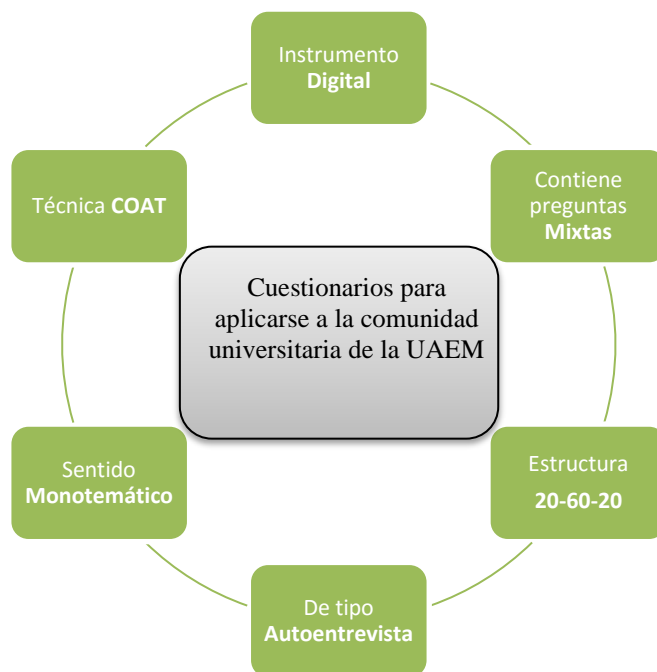 Instrumento
Digital
Contiene
preguntas
Mixtas
Estructura
20-60-20
De tipo
Autoentrevista
Sentido
Monotemático
Técnica COAT
Cuestionarios para
aplicarse a la comunidad
universitaria de la UAEM